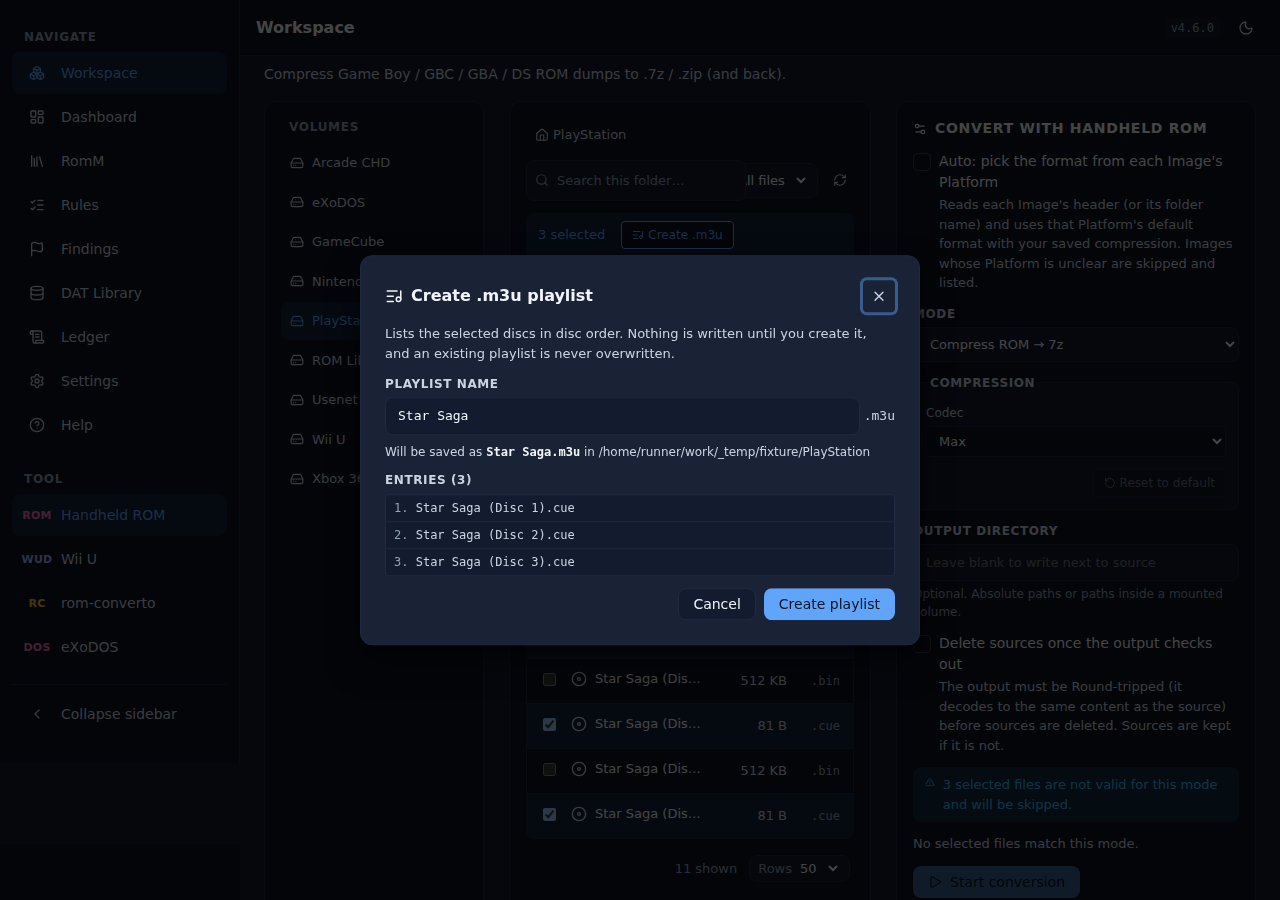 NAVIGATE
Workspace
Dashboard
RomM
Rules
Findings
DAT Library
Ledger
Settings
Help
TOOL
ROM Handheld ROM
WUD Wii U
RC rom-converto
DOS eXoDOS
Collapse sidebar
Workspace
v4.6.0
Compress Game Boy / GBC / GBA / DS ROM dumps to .7z / .zip (and back).
VOLUMES
Arcade CHD
eXoDOS
GameCube
Wii U
PlayStation
Search this folder…
ll files
3 selected
Create .m3u
Create .m3u playlist
Lists the selected discs in disc order. Nothing is written until you create it,
and an existing playlist is never overwritten.
PLAYLIST NAME
Star Saga
.m3u
Will be saved as Star Saga.m3u in /home/runner/work/_temp/fixture/PlayStation
ENTRIES (3)
1. Star Saga (Disc 1).cue
2. Star Saga (Disc 2).cue
3. Star Saga (Disc 3).cue
Cancel
Create playlist
Star Saga (Dis… 512 KB .bin
Star Saga (Dis… 81 B .cue
Star Saga (Dis… 512 KB .bin
Star Saga (Dis… 81 B .cue
11 shown
Rows 50
CONVERT WITH HANDHELD ROM
Auto: pick the format from each Image's
Platform
Reads each Image's header (or its folder
name) and uses that Platform's default
format with your saved compression. Images
whose Platform is unclear are skipped and
listed.
Compress ROM → 7z
COMPRESSION
Codec
Max
Reset to default
Leave blank to write next to source
Absolute paths or paths inside a mounted
Delete sources once the output checks
out
The output must be Round-tripped (it
decodes to the same content as the source)
before sources are deleted. Sources are kept
if it is not.
3 selected files are not valid for this mode
and will be skipped.
No selected files match this mode.
Start conversion